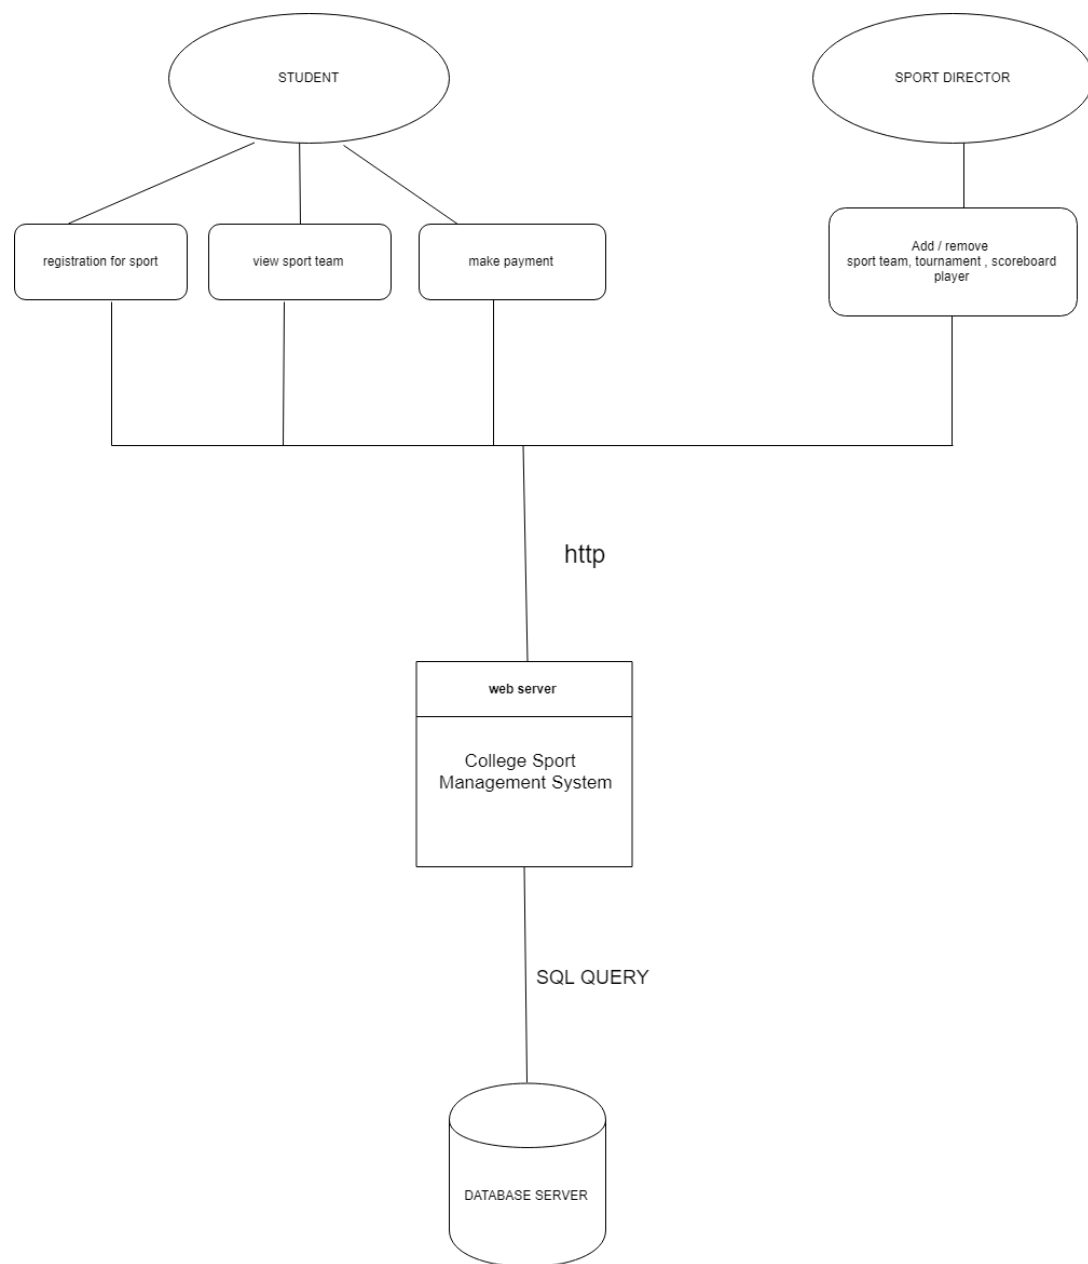 STUDENT
SPORT DIRECTOR
registration for sport
view sport team
make payment
Add / remove
sport team, tournament , scoreboard
player
http
web server
College Sport
Management System
SQL QUERY
DATABASE SERVER